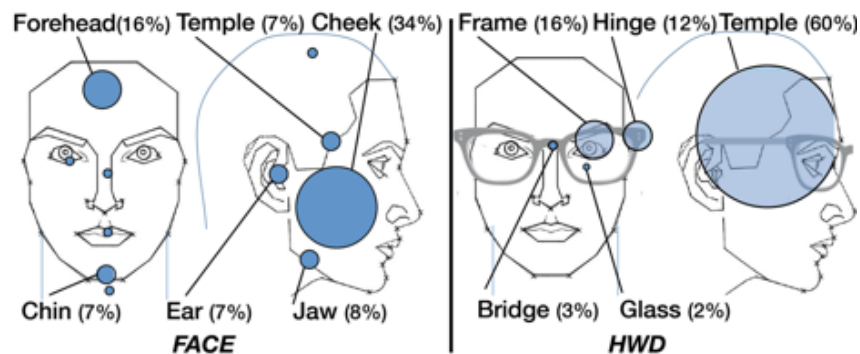 Forehead(16%) Temple (7%) Cheek (34%) Frame (16%) Hinge (12%) Temple (60%)
Chin (7%) Ear (7%) Jaw (8%) Bridge (3%) Glass (2%)
FACE HWD